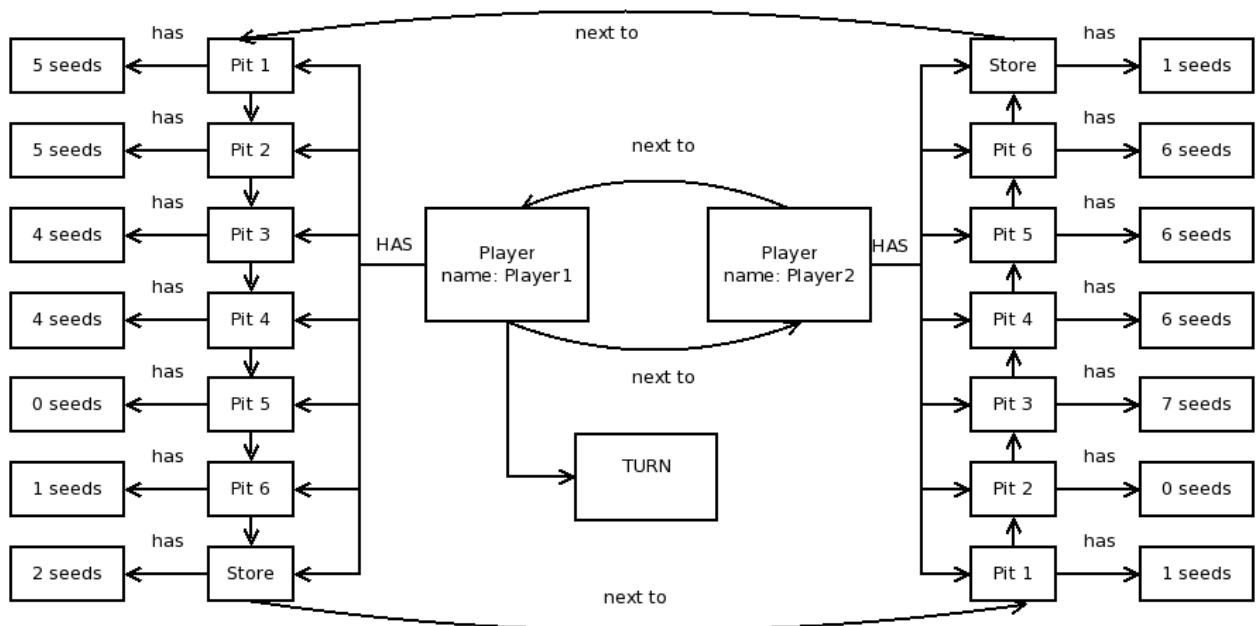 has
next to
has
5 seeds
Pit 1
Store
1 seeds
has
has
5 seeds
Pit 2
next to
Pit 6
6 seeds
has
has
4 seeds
Pit 3
HAS
Player
name: Player1
Player
name: Player2
HAS
Pit 5
6 seeds
has
has
4 seeds
Pit 4
Pit 4
6 seeds
has
next to
has
0 seeds
Pit 5
Pit 3
7 seeds
has
TURN
has
1 seeds
Pit 6
Pit 2
0 seeds
has
has
2 seeds
Store
next to
Pit 1
1 seeds